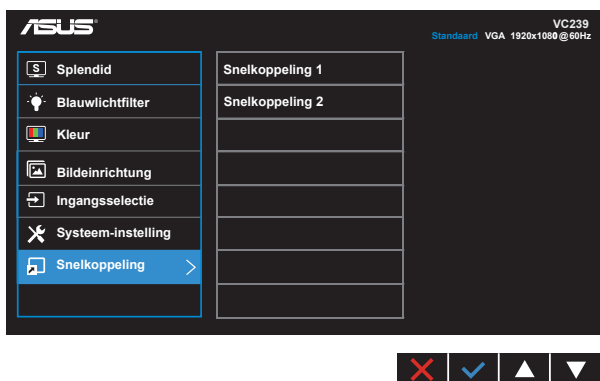 ASUS
VC239
Standaard VGA 1920x1080@60Hz
S Splendid
Blauwlichtfilter
Kleur
Bildeinrichtung
Ingangsselectie
Systeem-instelling
Snelkoppeling
Snelkoppeling 1
Snelkoppeling 2